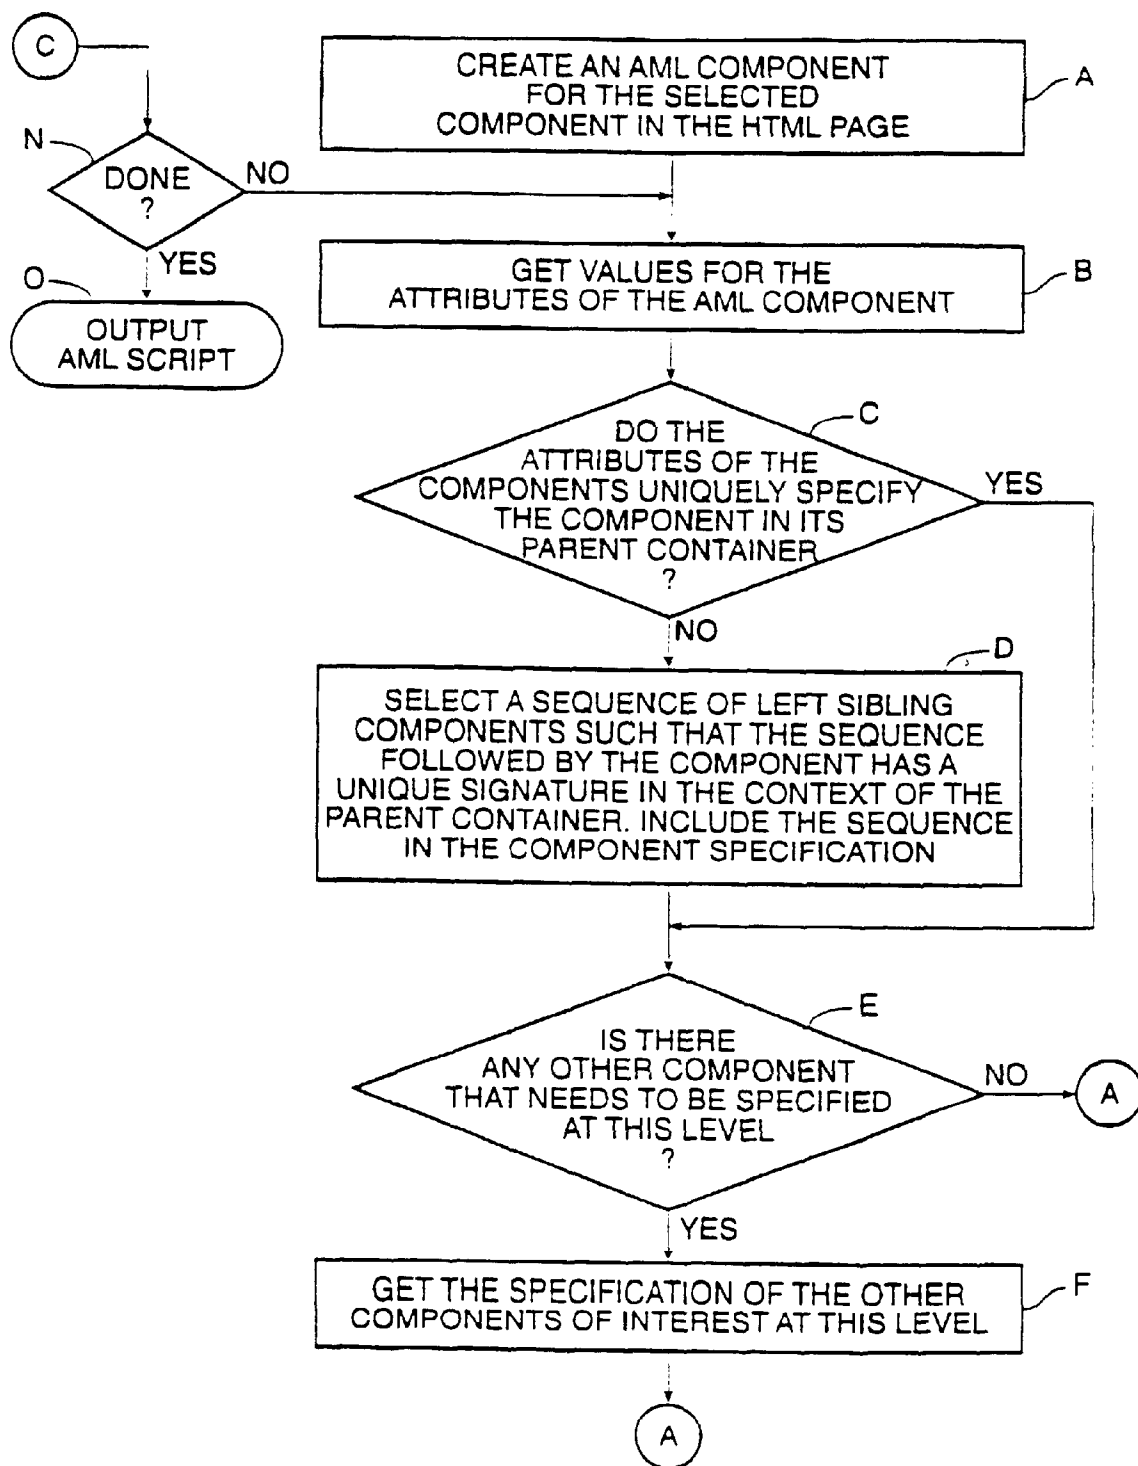 C
CREATE AN AML COMPONENT
FOR THE SELECTED
COMPONENT IN THE HTML PAGE
A
N
DONE
?
NO
YES
O
OUTPUT
AML SCRIPT
GET VALUES FOR THE
ATTRIBUTES OF THE AML COMPONENT
B
C
DO THE
ATTRIBUTES OF THE
COMPONENTS UNIQUELY SPECIFY
THE COMPONENT IN ITS
PARENT CONTAINER
?
YES
NO
D
SELECT A SEQUENCE OF LEFT SIBLING
COMPONENTS SUCH THAT THE SEQUENCE
FOLLOWED BY THE COMPONENT HAS A
UNIQUE SIGNATURE IN THE CONTEXT OF THE
PARENT CONTAINER. INCLUDE THE SEQUENCE
IN THE COMPONENT SPECIFICATION
E
IS THERE
ANY OTHER COMPONENT
THAT NEEDS TO BE SPECIFIED
AT THIS LEVEL
?
NO
A
YES
GET THE SPECIFICATION OF THE OTHER
COMPONENTS OF INTEREST AT THIS LEVEL
F
A